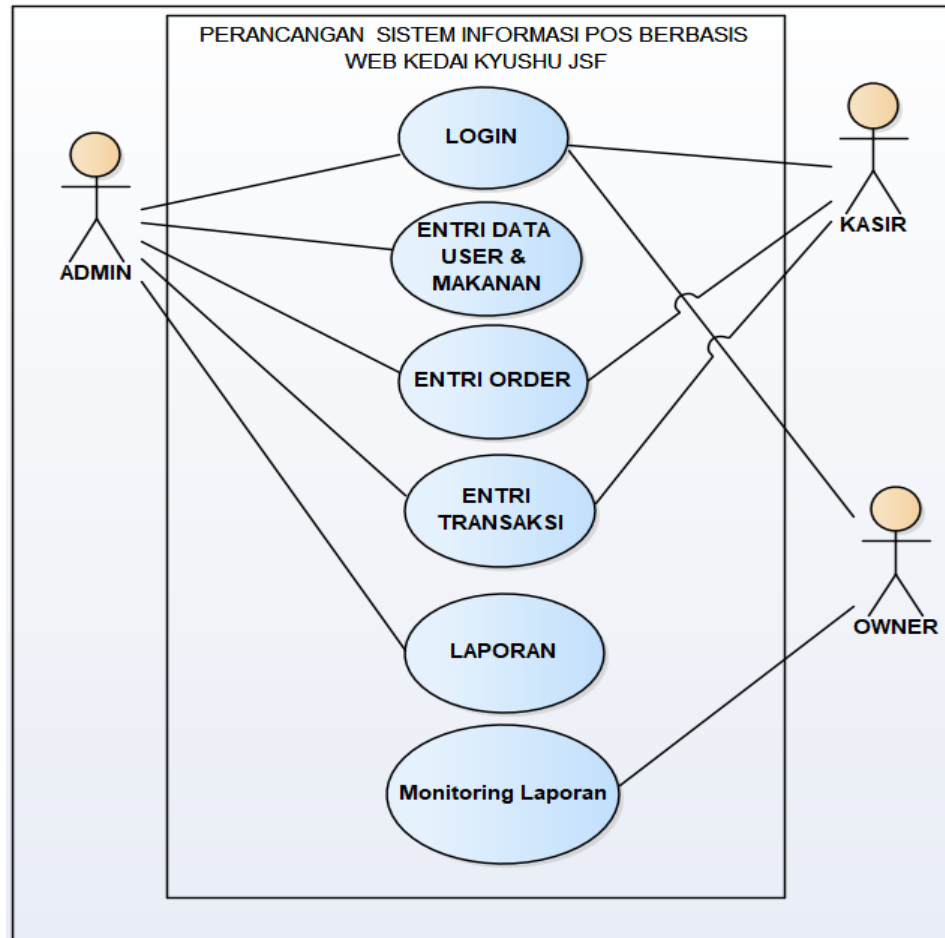 PERANCANGAN SISTEM INFORMASI POS BERBASIS
WEB KEDAI KYUSHU JSF
LOGIN
KASIR
ADMIN
ENTRI DATA
USER &
MAKANAN
ENTRI ORDER
ENTRI
TRANSAKSI
OWNER
LAPORAN
Monitoring Laporan